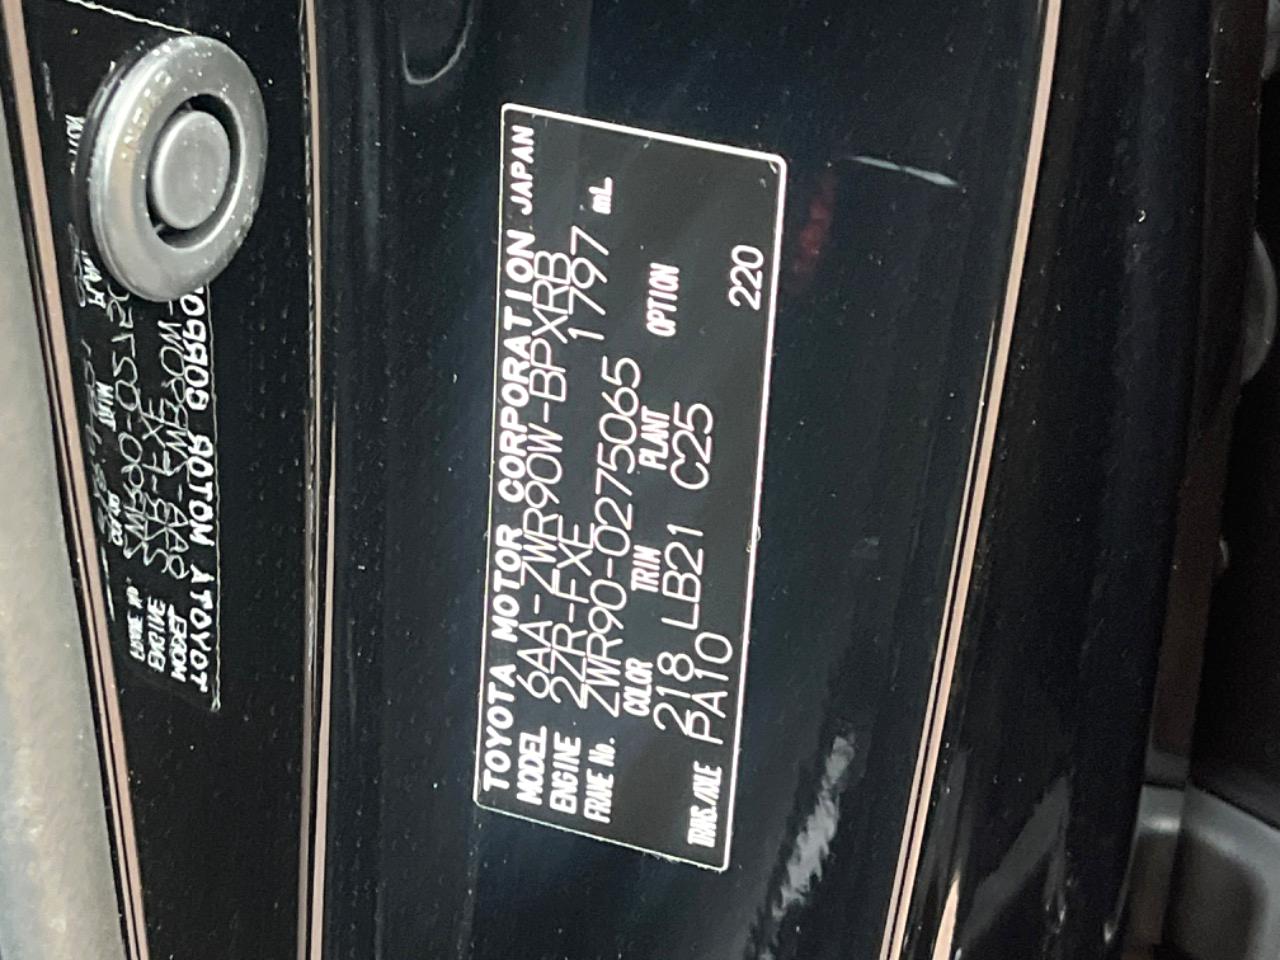 TOYOTA MOTOR CORPORATION JAPAN
MODEL 6AA-ZWR90W-BPXRB
ENGINE 2ZR-FXE 1797 mL
FRAME No. ZWR90-0275065
COLOR TRIM PLANT OPTION
218 LB21 C25
TRANS./AXLE PA10 220